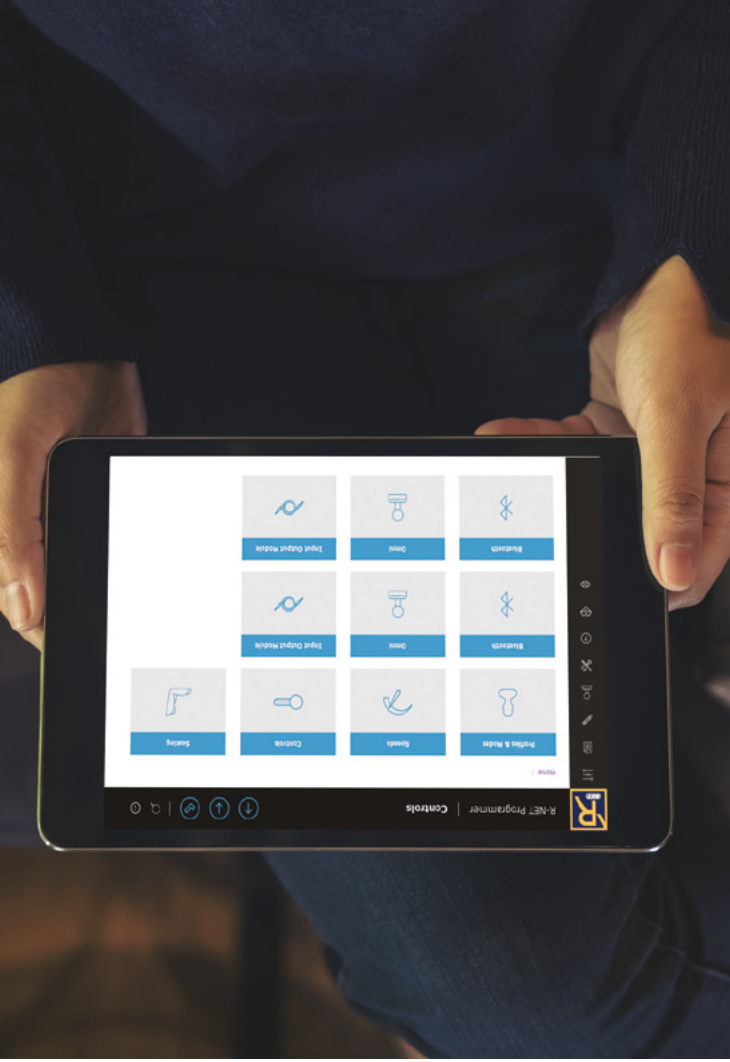 R-NET Programmer | Controls
Home /
Profiles & Modes
Speeds
Controls
Seating
Bluetooth
Omni
Input Output Module
Bluetooth
Omni
Input Output Module